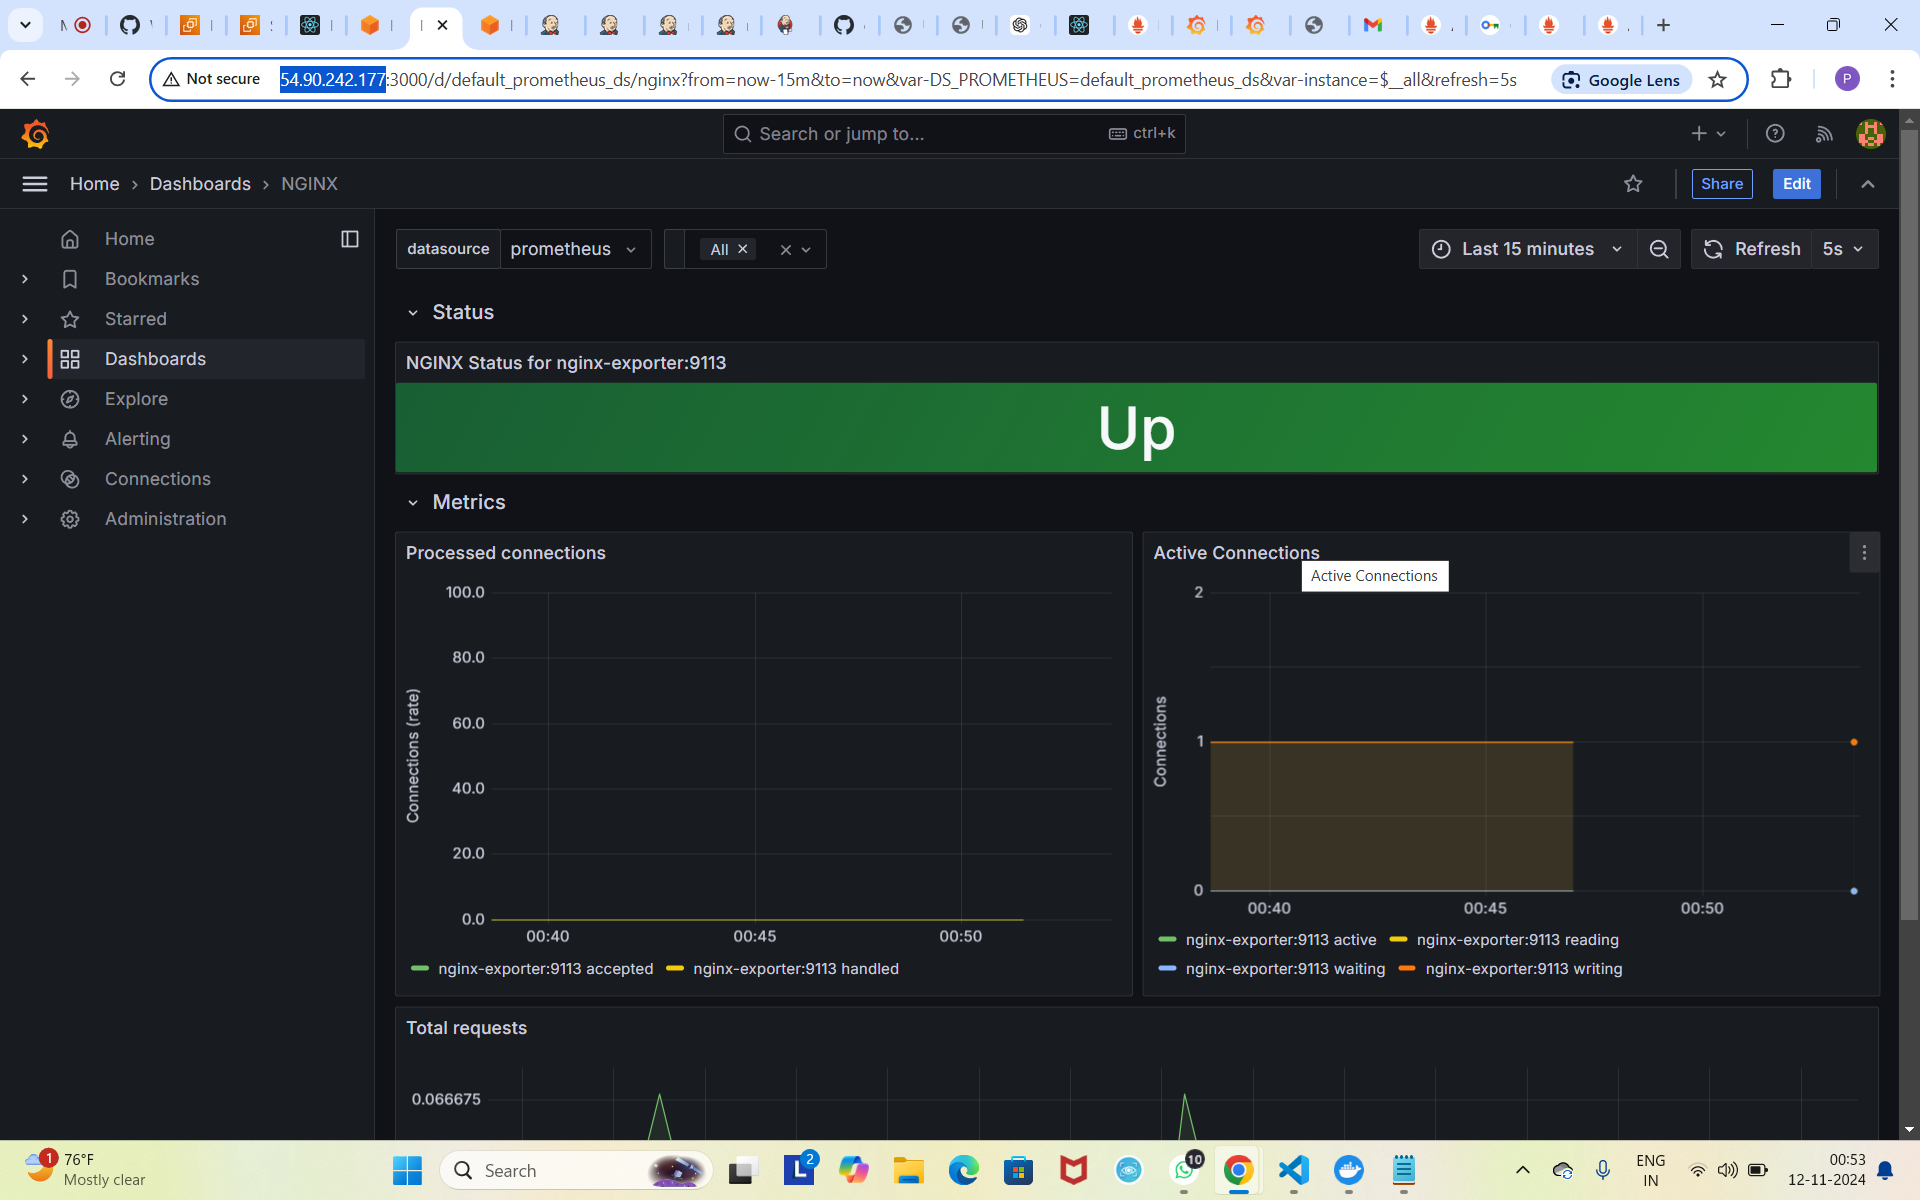 Not secure
54.90.242.177:3000/d/default_prometheus_ds/nginx?from=now-15m&to=now&var-DS_PROMETHEUS=default_prometheus_ds&var-instance=$__all&refresh=5s
Google Lens
P
Search or jump to...
ctrl+k
Home
Dashboards
NGINX
Share
Edit
Home
Bookmarks
Starred
Dashboards
Explore
Alerting
Connections
Administration
datasource
prometheus
All
Last 15 minutes
Refresh
5s
Status
NGINX Status for nginx-exporter:9113
Up
Metrics
Processed connections
100.0
80.0
60.0
40.0
20.0
0.0
Connections (rate)
00:40
00:45
00:50
nginx-exporter:9113 accepted
nginx-exporter:9113 handled
Active Connections
Active Connections
2
1
0
Connections
00:40
00:45
00:50
nginx-exporter:9113 active
nginx-exporter:9113 reading
nginx-exporter:9113 waiting
nginx-exporter:9113 writing
Total requests
0.066675
1
76°F
Mostly clear
Search
L
2
10
ENG
IN
00:53
12-11-2024